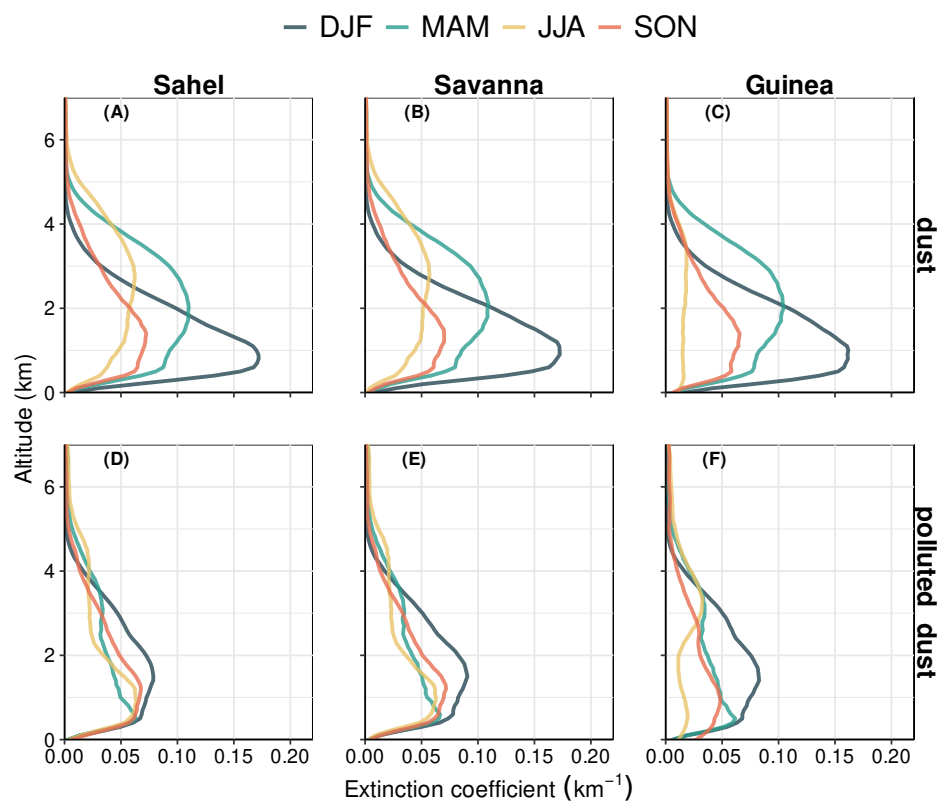 DJF MAM JJA SON
Sahel Savanna Guinea
(A) (B) (C)
6 4 2 0
dust
(D) (E) (F)
6 4 2 0
polluted dust
Altitude (km)
0.00 0.05 0.10 0.15 0.20 0.00 0.05 0.10 0.15 0.20 0.00 0.05 0.10 0.15 0.20
Extinction coefficient (km⁻¹)